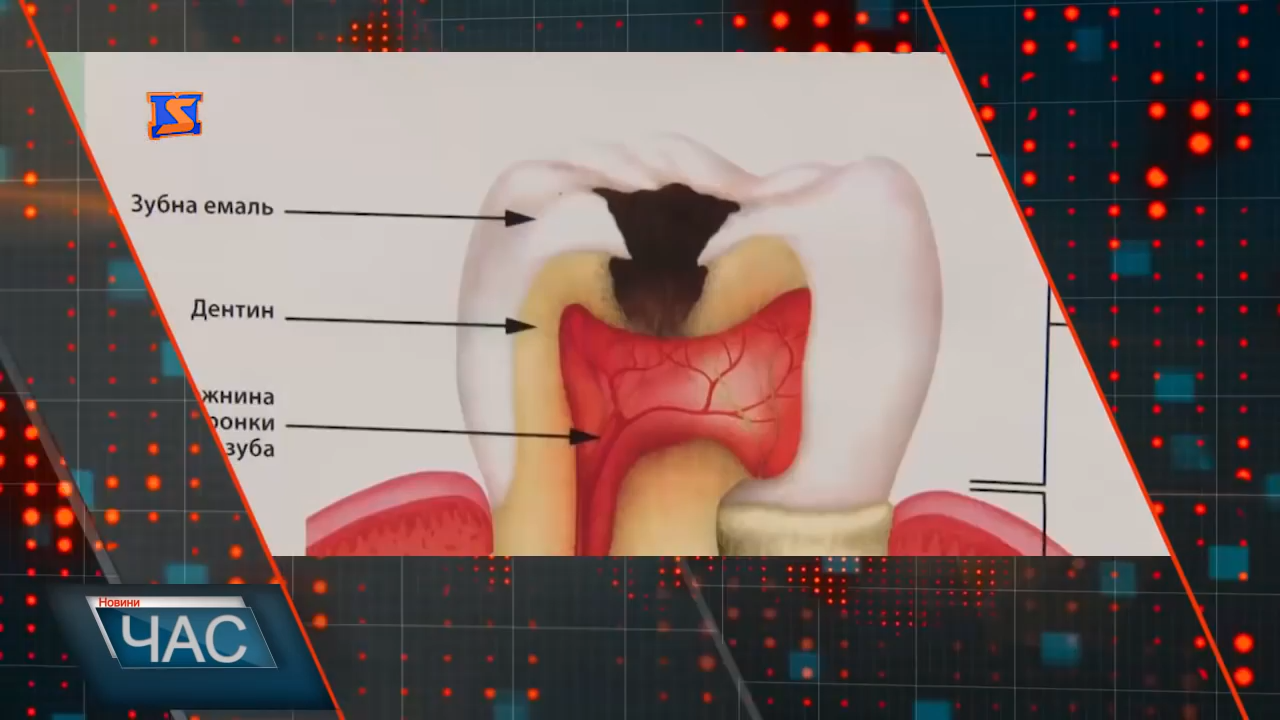 Зубна емаль
Дентин
зуба
Новини
ЧАС